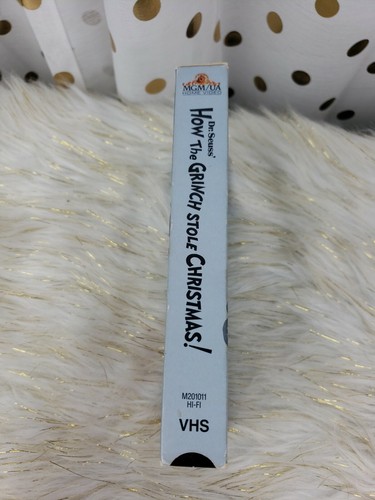 MGM/UA
HOME VIDEO
Dr. Seuss'
HOW THE GRINCH STOLE CHRISTMAS!
M201011
HI-FI
VHS